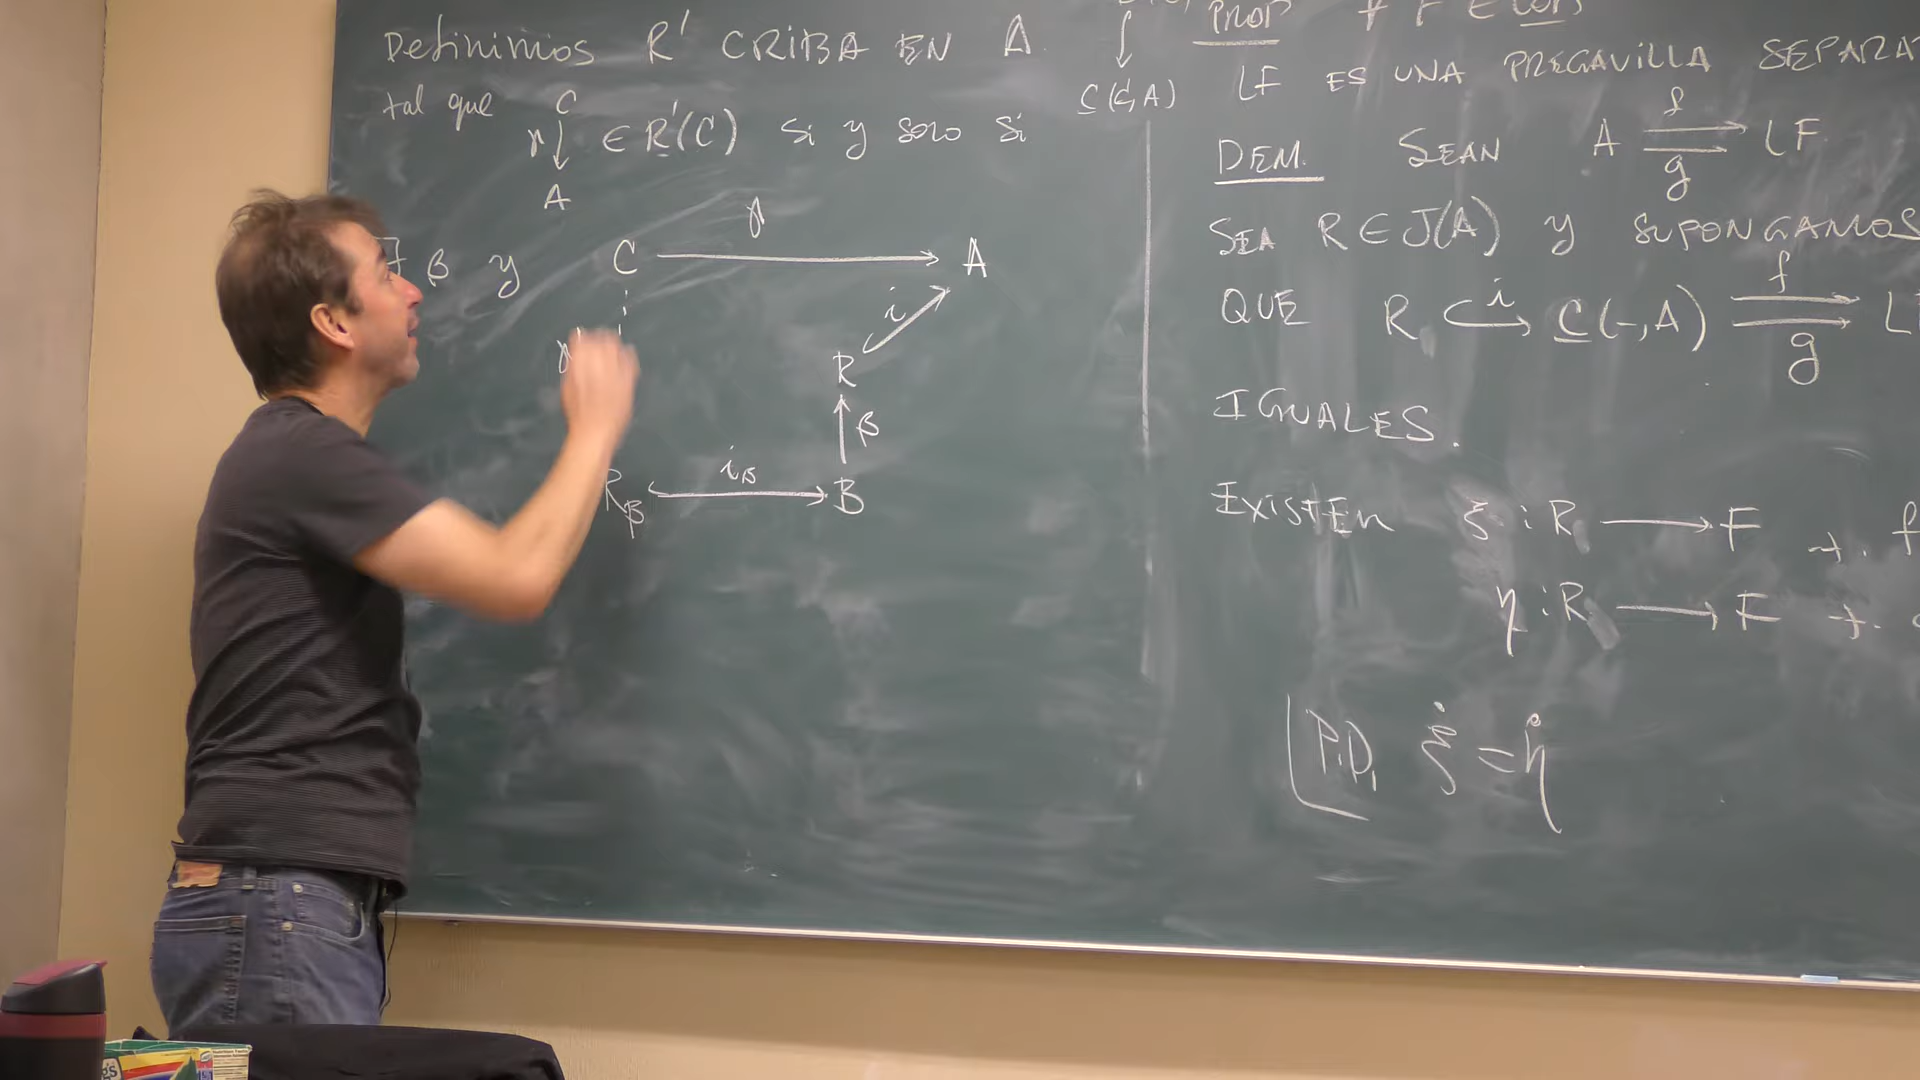 Definimos R' CRIBA EN A
tal que C γ ↓ A ∈ R'(C) si y solo si
∃ β y C → A
γ
i
R
β
R_β ↪ B
i_β
↓
C(C,A)
PROP ∀ F ∈
LF ES UNA PREGAVILLA SEPARA
DEM. SEAN A ⇉ LF
f
g
SEA R ∈ J(A) y SUPONGAMOS
QUE R ↪ C(-,A) ⇉ L
i
f
g
IGUALES.
EXISTEN ξ : R → F t. f
η : R → F t.
P.D. ξ̇ = η̇